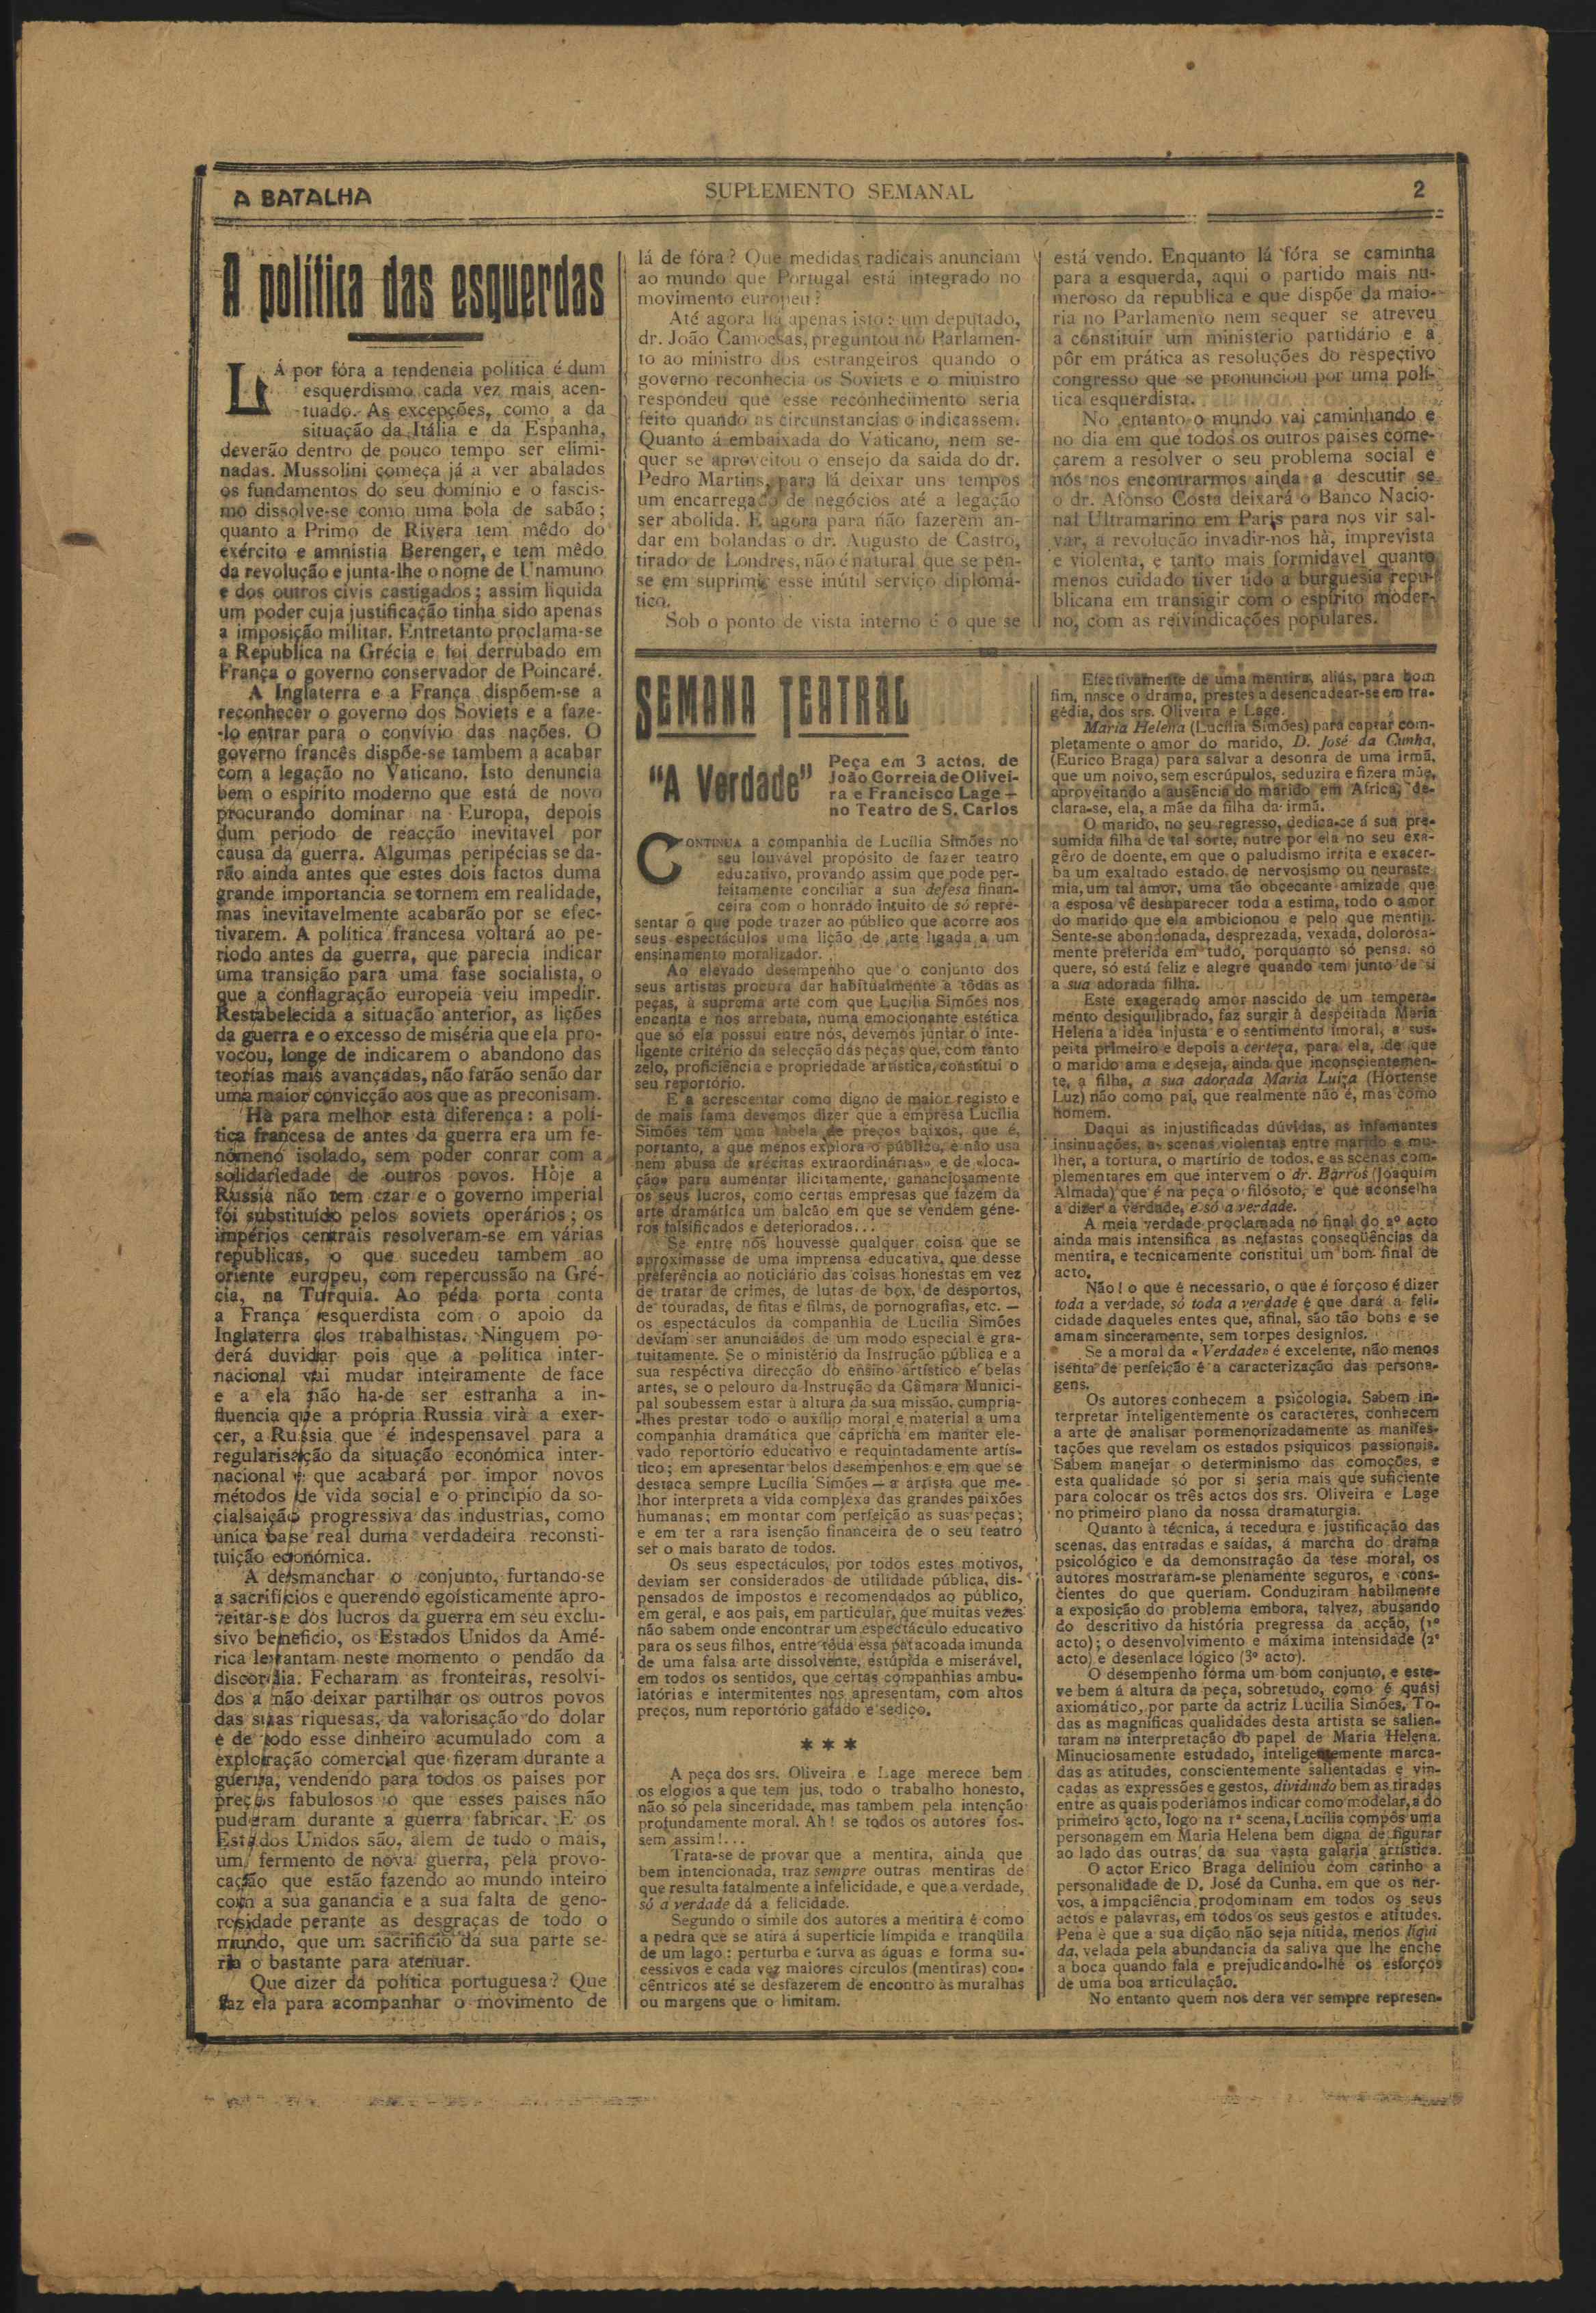 A BATALHA
SUPLEMENTO SEMANAL
2
A política das esquerdas
LÁ por fóra a tendencia politica é dum
esquerdismo cada vez mais acen-
tuado. As excepções, como a da
situação da Itália e da Espanha,
deverão dentro de pouco tempo ser elimi-
nadas. Mussolini começa já a ver abalados
os fundamentos do seu domínio e o fascis-
mo dissolve-se como uma bola de sabão;
quanto a Primo de Rivera tem mêdo do
exército e amnistia Berenger, e tem mêdo
da revolução e junta-lhe o nome de Unamuno
e dos outros civis castigados; assim liquida
um poder cuja justificação tinha sido apenas
a imposição militar. Entretanto proclama-se
a Republica na Grécia e foi derrubado em
França o governo conservador de Poincaré.
A Inglaterra e a França dispõem-se a
reconhecer o governo dos Soviets e a faze-
-lo entrar para o convívio das nações. O
governo francês dispõe-se tambem a acabar
com a legação no Vaticano. Isto denuncia
bem o espírito moderno que está de novo
procurando dominar na Europa, depois
dum periodo de reacção inevitavel por
causa da guerra. Algumas peripécias se da-
rão ainda antes que estes dois factos duma
grande importancia se tornem em realidade,
mas inevitavelmente acabarão por se efec-
tivarem. A politica francesa voltará ao pe-
riodo antes da guerra, que parecia indicar
uma transição para uma fase socialista, o
que a conflagração europeia veiu impedir.
Restabelecida a situação anterior, as lições
da guerra e o excesso de miséria que ela pro-
vocou, longe de indicarem o abandono das
teorias mais avançadas, não farão senão dar
uma maior convicção aos que as preconisam.
Há para melhor esta diferença: a poli-
tica francesa de antes da guerra era um fe-
nómeno isolado, sem poder conrar com a
solidariedade de outros povos. Hoje a
Russia não tem czar e o governo imperial
foi substituído pelos soviets operários; os
impérios centrais resolveram-se em várias
republicas, o que sucedeu tambem ao
oriente europeu, com repercussão na Gré-
cia, na Turquia. Ao péda porta conta
a França esquerdista com o apoio da
Inglaterra dos trabalhistas. Ninguem po-
derá duvidar pois que a politica inter-
nacional vai mudar inteiramente de face
e a ela não ha-de ser estranha a in-
fluencia que a própria Russia virà a exer-
cer, a Russia que é indespensavel para a
regularisação da situação económica inter-
nacional e que acabará por impor novos
métodos de vida social e o principio da so-
cialsaição progressiva das industrias, como
unica base real duma verdadeira reconsti-
tuição económica.
A desmanchar o conjunto, furtando-se
a sacrifícios e querendo egoísticamente apro-
veitar-se dos lucros da guerra em seu exclu-
sivo beneficio, os Estados Unidos da Amé-
rica levantam neste momento o pendão da
discordia. Fecharam as fronteiras, resolvi-
dos a não deixar partilhar os outros povos
das suas riquesas, da valorisação do dolar
e de todo esse dinheiro acumulado com a
exploração comercial que fizeram durante a
guerra, vendendo para todos os paises por
preços fabulosos o que esses paises não
puderam durante a guerra fabricar. E os
Estados Unidos são, alem de tudo o mais,
um fermento de nova guerra, pela provo-
cação que estão fazendo ao mundo inteiro
com a sua ganancia e a sua falta de geno-
rosidade perante as desgraças de todo o
mundo, que um sacrificio da sua parte se-
ria o bastante para atenuar.
Que dizer da política portuguesa? Que
faz ela para acompanhar o movimento de
lá de fóra? Que medidas radicais anunciam
ao mundo que Portugal está integrado no
movimento europeu?
Até agora há apenas isto: um deputado,
dr. João Camoesas, preguntou no Parlamen-
to ao ministro dos estrangeiros quando o
governo reconhecia os Soviets e o ministro
respondeu que esse reconhecimento seria
feito quando as circunstancias o indicassem.
Quanto á embaixada do Vaticano, nem se-
quer se aproveitou o ensejo da saida do dr.
Pedro Martins, para lá deixar uns tempos
um encarregado de negócios até a legação
ser abolida. E agora para não fazerem an-
dar em bolandas o dr. Augusto de Castro,
tirado de Londres, não é natural que se pen-
se em suprimir esse inútil serviço diplomá-
tico.
Sob o ponto de vista interno é o que se
está vendo. Enquanto lá fóra se caminha
para a esquerda, aqui o partido mais nu-
meroso da republica e que dispõe da maio-
ria no Parlamento nem sequer se atreveu
a constituir um ministerio partidário e a
pôr em prática as resoluções do respectivo
congresso que se pronunciou por uma polí-
tica esquerdista.
No entanto o mundo vai caminhando e
no dia em que todos os outros paises come-
çarem a resolver o seu problema social e
nós nos encontrarmos ainda a descutir se
o dr. Afonso Costa deixará o Banco Nacio-
nal Ultramarino em Paris para nos vir sal-
var, a revolução invadir-nos há, imprevista
e violenta, e tanto mais formidavel quanto
menos cuidado tiver tido a burguesia repu-
blicana em transigir com o espírito moder-
no, com as reivindicações populares.
SEMANA TEATRAL
"A Verdade"
Peça em 3 actos, de
João Correia de Olivei-
ra e Francisco Lage —
no Teatro de S. Carlos
CONTINUA a companhia de Lucília Simões no
seu louvável propósito de fazer teatro
educativo, provando assim que pode per-
feitamente conciliar a sua defesa finan-
ceira com o honrado intuito de só repre-
sentar o que pode trazer ao público que acorre aos
seus espectáculos uma lição de arte ligada a um
ensinamento moralizador.
Ao elevado desempenho que o conjunto dos
seus artistas procura dar habitualmente a tôdas as
peças, à suprema arte com que Lucília Simões nos
encanta e nos arrebata, numa emocionante estética
que só ela possui entre nós, devemos juntar o inte-
ligente critério da selecção das peças que, com tanto
zelo, proficiência e propriedade artística, constitui o
seu reportório.
E a acrescentar como digno de maior registo e
de mais fama devemos dizer que a empresa Lucília
Simões tem uma tabela de preços baixos, que é,
portanto, a que menos explora o público, e não usa
nem abusa de «récitas extraordinárias» e de «loca-
ção» para aumentar ilicitamente, gananciosamente
os seus lucros, como certas empresas que fazem da
arte dramática um balcão em que se vendem géne-
ros falsificados e deteriorados...
Se entre nós houvesse qualquer coisa que se
aproximasse de uma imprensa educativa, que desse
preferência ao noticiário das coisas honestas em vez
de tratar de crimes, de lutas de box, de desportos,
de touradas, de fitas e films, de pornografias, etc. —
os espectáculos da companhia de Lucília Simões
deviam ser anunciados de um modo especial e gra-
tuitamente. Se o ministério da Instrução pública e a
sua respéctiva direcção do ensino artístico e belas
artes, se o pelouro da Instrução da Câmara Munici-
pal soubessem estar à altura da sua missão, cumpria-
-lhes prestar todo o auxílio moral e material a uma
companhia dramática que capricha em manter ele-
vado reportório educativo e requintadamente artís-
tico; em apresentar belos desempenhos e em que se
destaca sempre Lucília Simões — a artista que me-
lhor interpreta a vida complexa das grandes paixões
humanas; em montar com perfeição as suas peças;
e em ter a rara isenção financeira de o seu teatro
ser o mais barato de todos.
Os seus espectáculos, por todos estes motivos,
deviam ser considerados de utilidade pública, dis-
pensados de impostos e recomendados ao público,
em geral, e aos pais, em particular, que muitas vezes
não sabem onde encontrar um espectáculo educativo
para os seus filhos, entre tôda essa patacoada imunda
de uma falsa arte dissolvente, estúpida e miserável,
em todos os sentidos, que certas companhias ambu-
latórias e intermitentes nos apresentam, com altos
preços, num reportório gafado e sediço.
* * *
A peça dos srs. Oliveira e Lage merece bem
os elogios a que tem jus, todo o trabalho honesto,
não só pela sinceridade, mas tambem pela intenção
profundamente moral. Ah! se todos os autores fos-
sem assim!...
Trata-se de provar que a mentira, ainda que
bem intencionada, traz sempre outras mentiras de
que resulta fatalmente a infelicidade, e que a verdade,
só a verdade dá a felicidade.
Segundo o simile dos autores a mentira é como
a pedra que se atira á superficie límpida e tranqüila
de um lago: perturba e turva as águas e forma su-
cessivos e cada vez maiores circulos (mentiras) con-
cêntricos até se desfazerem de encontro às muralhas
ou margens que o limitam.
Efectivamente de uma mentira, aliás, para bom
fim, nasce o drama, prestes a desencadear-se em tra-
gédia, dos srs. Oliveira e Lage.
Maria Helena (Lucília Simões) para captar com-
pletamente o amor do marido, D. José da Cunha,
(Eurico Braga) para salvar a desonra de uma irmã,
que um noivo, sem escrúpulos, seduzira e fizera mãe,
aproveitando a ausência do marido em Africa, de-
clara-se, ela, a mãe da filha da irmã.
O marido, no seu regresso, dedica-se á sua pre-
sumida filha de tal sorte, nutre por ela no seu exa-
gêro de doente, em que o paludismo irrita e exacer-
ba um exaltado estado de nervosismo ou neuraste
mia, um tal amor, uma tão obcecante amizade que
a esposa vê desaparecer toda a estima, todo o amor
do marido que ela ambicionou e pelo que mentiu.
Sente-se abondonada, desprezada, vexada, dolorosa-
mente preferida em tudo, porquanto só pensa, só
quere, só está feliz e alegre quando tem junto de si
a sua adorada filha.
Este exagerado amor nascido de um tempera-
mento desiquilibrado, faz surgir à despeitada Maria
Helena a idea injusta e o sentimento imoral, a sus-
peita primeiro e depois a certeza, para ela, de que
o marido ama e deseja, ainda que inconscientemen-
te, a filha, a sua adorada Maria Luiza (Hortense
Luz) não como pai, que realmente não é, mas como
homem.
Daqui as injustificadas dúvidas, as infamantes
insinuações, as scenas violentas entre marido e mu-
lher, a tortura, o martírio de todos, e as scenas com-
plementares em que intervem o dr. Barros (Joaquim
Almada) que é na peça o filósofo, e que aconselha
a dizer a verdade, e só a verdade.
A meia verdade proclamada no final do 2º acto
ainda mais intensifica as nefastas conseqüências da
mentira, e tecnicamente constitui um bom final de
acto.
Não! o que é necessario, o que é forçoso é dizer
toda a verdade, só toda a verdade é que dará a feli-
cidade daqueles entes que, afinal, são tão bons e se
amam sinceramente, sem torpes designios.
Se a moral da «Verdade» é excelente, não menos
isenta de perfeição é a caracterização das persona-
gens.
Os autores conhecem a psicologia. Sabem in-
terpretar inteligentemente os caracteres, conhecem
a arte de analisar pormenorizadamente as manifes-
tações que revelam os estados psiquicos passionais.
Sabem manejar o determinismo das comoções, e
esta qualidade só por si seria mais que suficiente
para colocar os três actos dos srs. Oliveira e Lage
no primeiro plano da nossa dramaturgia.
Quanto à técnica, á tecedura e justificação das
scenas, das entradas e saídas, á marcha do drama
psicológico e da demonstração da tese moral, os
autores mostraram-se plenamente seguros, e cons-
cientes do que queriam. Conduziram habilmente
a exposição do problema embora, talvez, abusando
do descritivo da história pregressa da acção, (1º
acto); o desenvolvimento e máxima intensidade (2º
acto) e desenlace lógico (3º acto).
O desempenho fórma um bom conjunto, e este-
ve bem á altura da peça, sobretudo, como é quási
axiomático, por parte da actriz Lucília Simões. To-
das as magníficas qualidades desta artista se salien-
taram na interpretação do papel de Maria Helena.
Minuciosamente estudado, inteligentemente marca-
das as atitudes, conscientemente salientadas e vin-
cadas as expressões e gestos, dividindo bem as tiradas
entre as quais poderiamos indicar como modelar, a do
primeiro acto, logo na 1ª scena, Lucília compôs uma
personagem em Maria Helena bem digna de figurar
ao lado das outras da sua vasta galaria artística.
O actor Erico Braga deliniou com carinho a
personalidade de D. José da Cunha, em que os ner-
vos, a impaciência prodominam em todos os seus
actos e palavras, em todos os seus gestos e atitudes.
Pena é que a sua dição não seja nítida, menos liqui
da, velada pela abundancia da saliva que lhe enche
a boca quando fala e prejudicando-lhe os esforços
de uma boa articulação.
No entanto quem nos dera ver sempre represen-